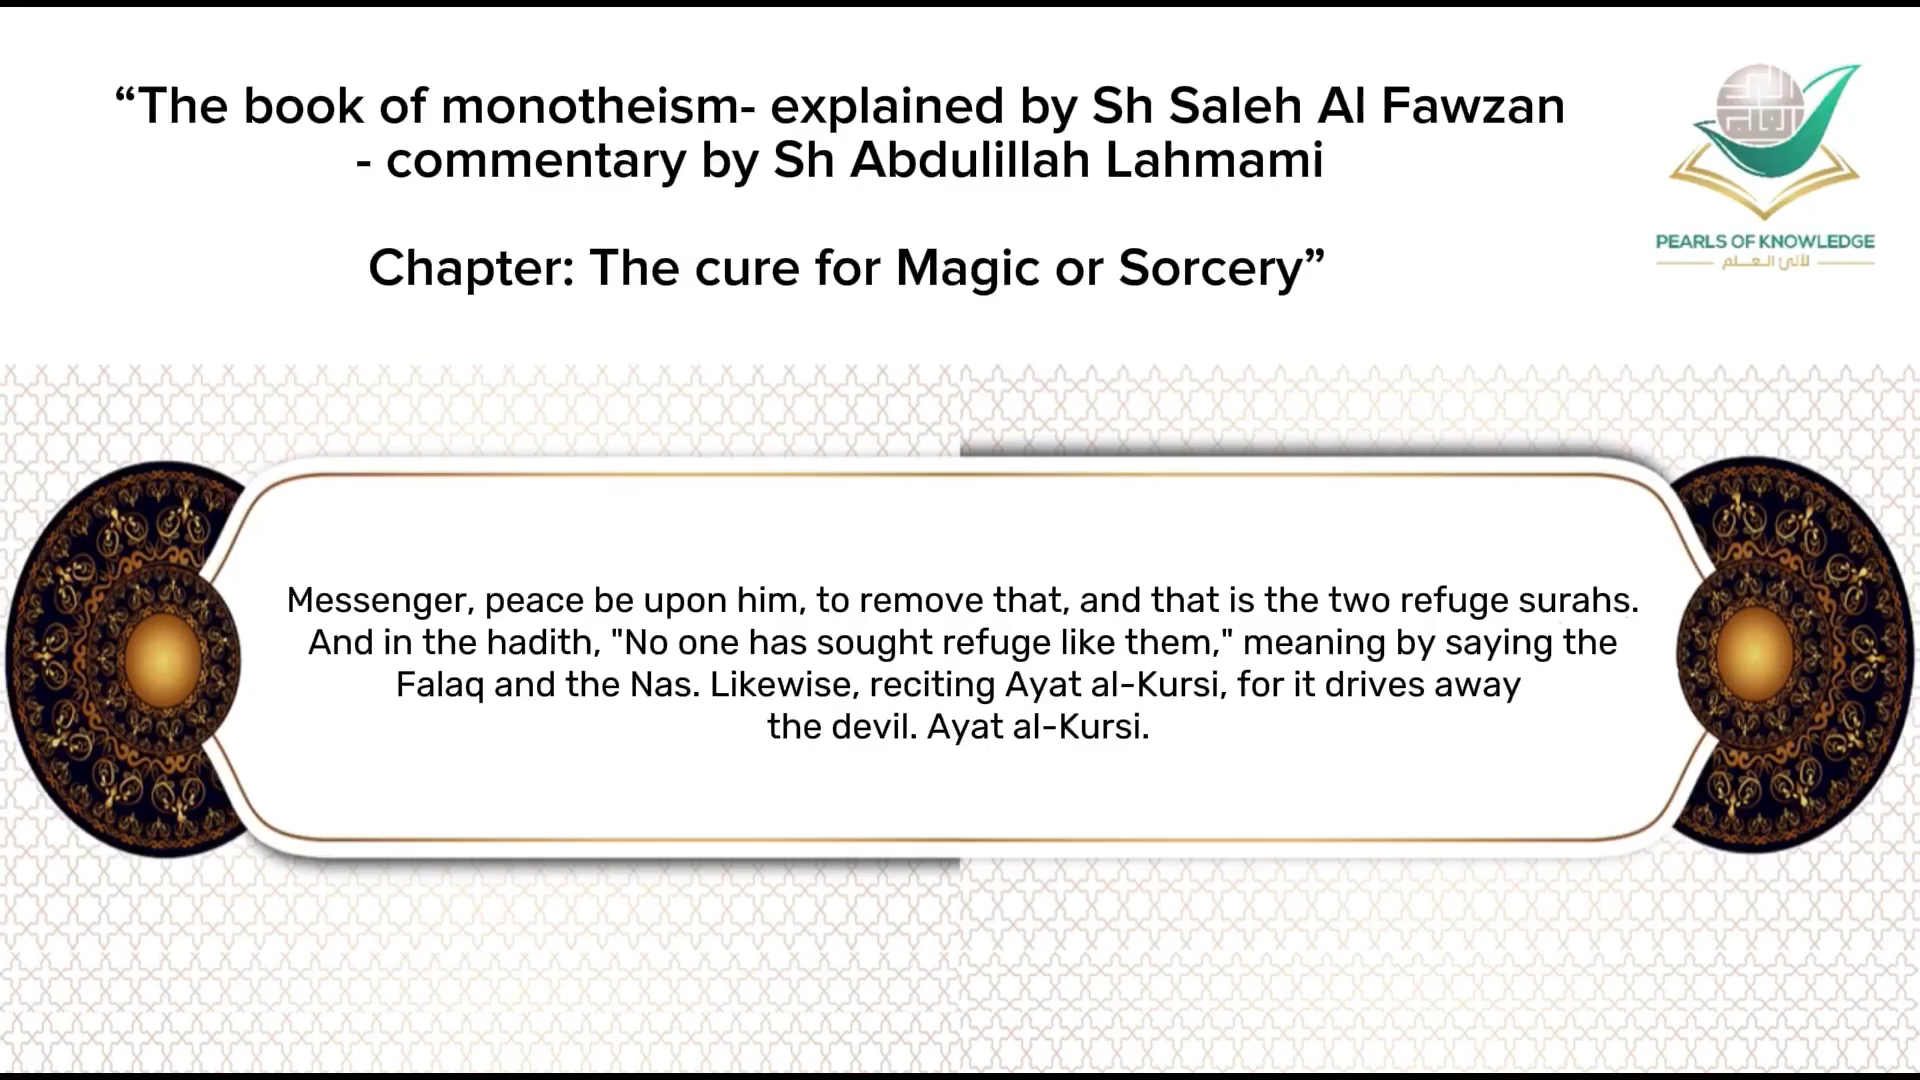 “The book of monotheism- explained by Sh Saleh Al Fawzan
- commentary by Sh Abdulillah Lahmami
Chapter: The cure for Magic or Sorcery”
PEARLS OF KNOWLEDGE
لآلئ العلم
Messenger, peace be upon him, to remove that, and that is the two refuge surahs.
And in the hadith, "No one has sought refuge like them," meaning by saying the
Falaq and the Nas. Likewise, reciting Ayat al-Kursi, for it drives away
the devil. Ayat al-Kursi.